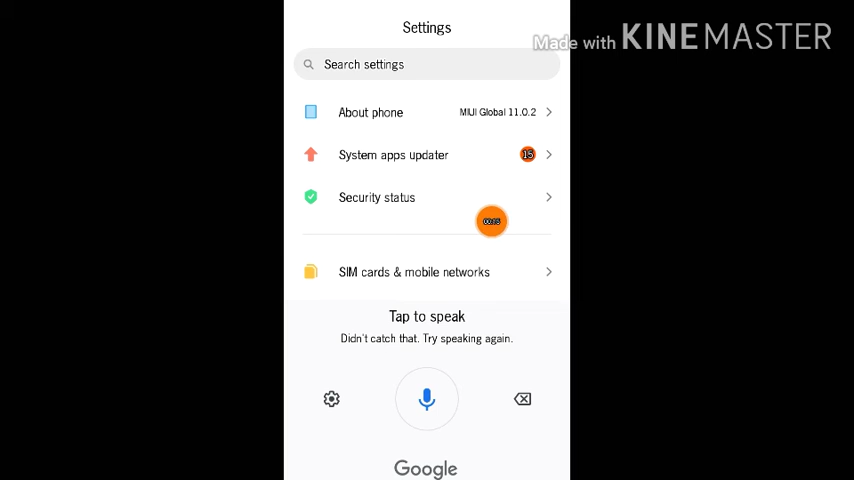 Settings
Made with KINEMASTER
Search settings
About phone MIUI Global 11.0.2
System apps updater 15
Security status
SIM cards & mobile networks
Tap to speak
Didn't catch that. Try speaking again.
Google